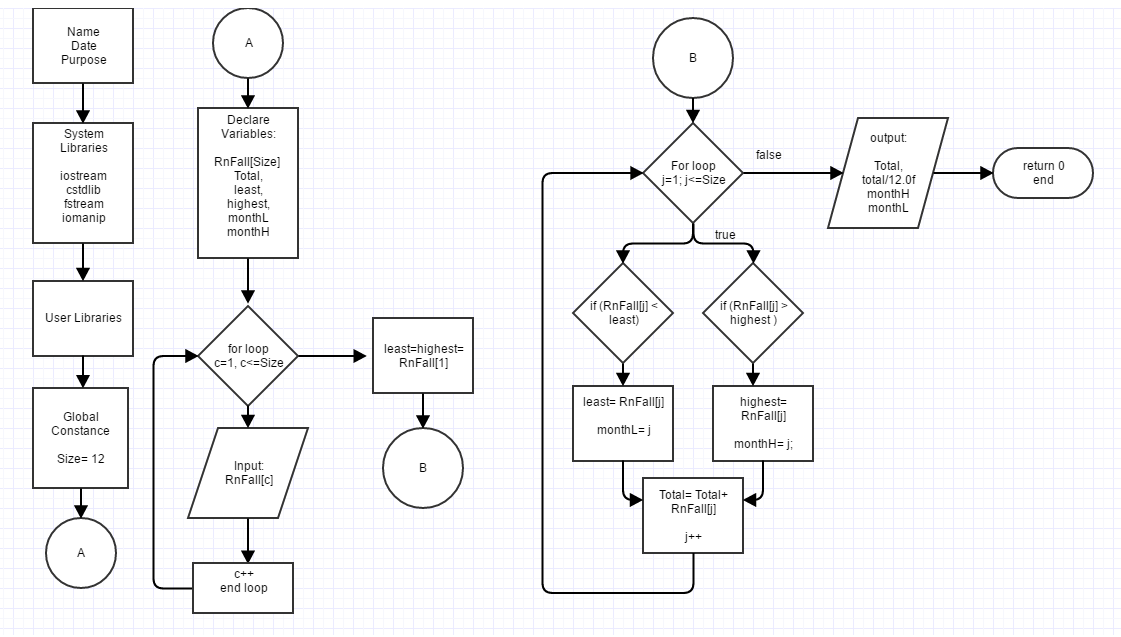 Name
Date
Purpose
System
Libraries
iostream
cstdlib
fstream
iomanip
User Libraries
Global
Constance
Size= 12
A
A
Declare
Variables:
RnFall[Size]
Total,
least,
highest,
monthL
monthH
for loop
c=1, c<=Size
Input:
RnFall[c]
c++
end loop
least=highest=
RnFall[1]
B
B
For loop
j=1; j<=Size
false
output:
Total,
total/12.0f
monthH
monthL
return 0
end
true
if (RnFall[j] <
least)
if (RnFall[j] >
highest )
least= RnFall[j]
monthL= j
highest=
RnFall[j]
monthH= j;
Total= Total+
RnFall[j]
j++